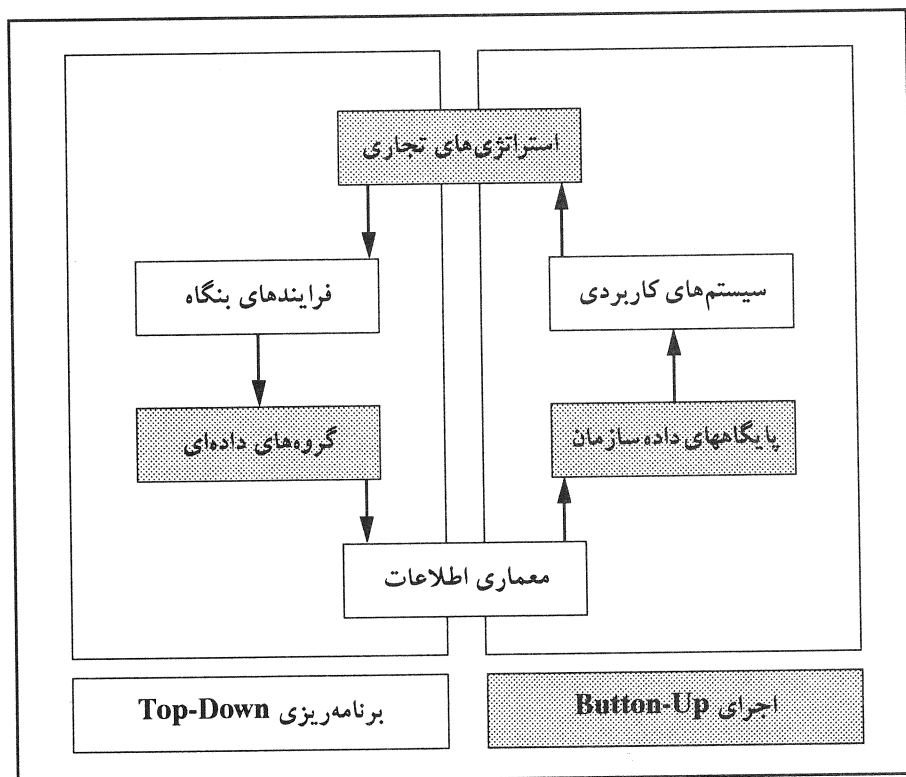 استراتژی‌های تجاری
فرایندهای بنگاه
سیستم‌های کاربردی
گروه‌های داده‌ای
پایگاههای داده سازمان
معماری اطلاعات
برنامه‌ریزی Top-Down
اجرای Button-Up